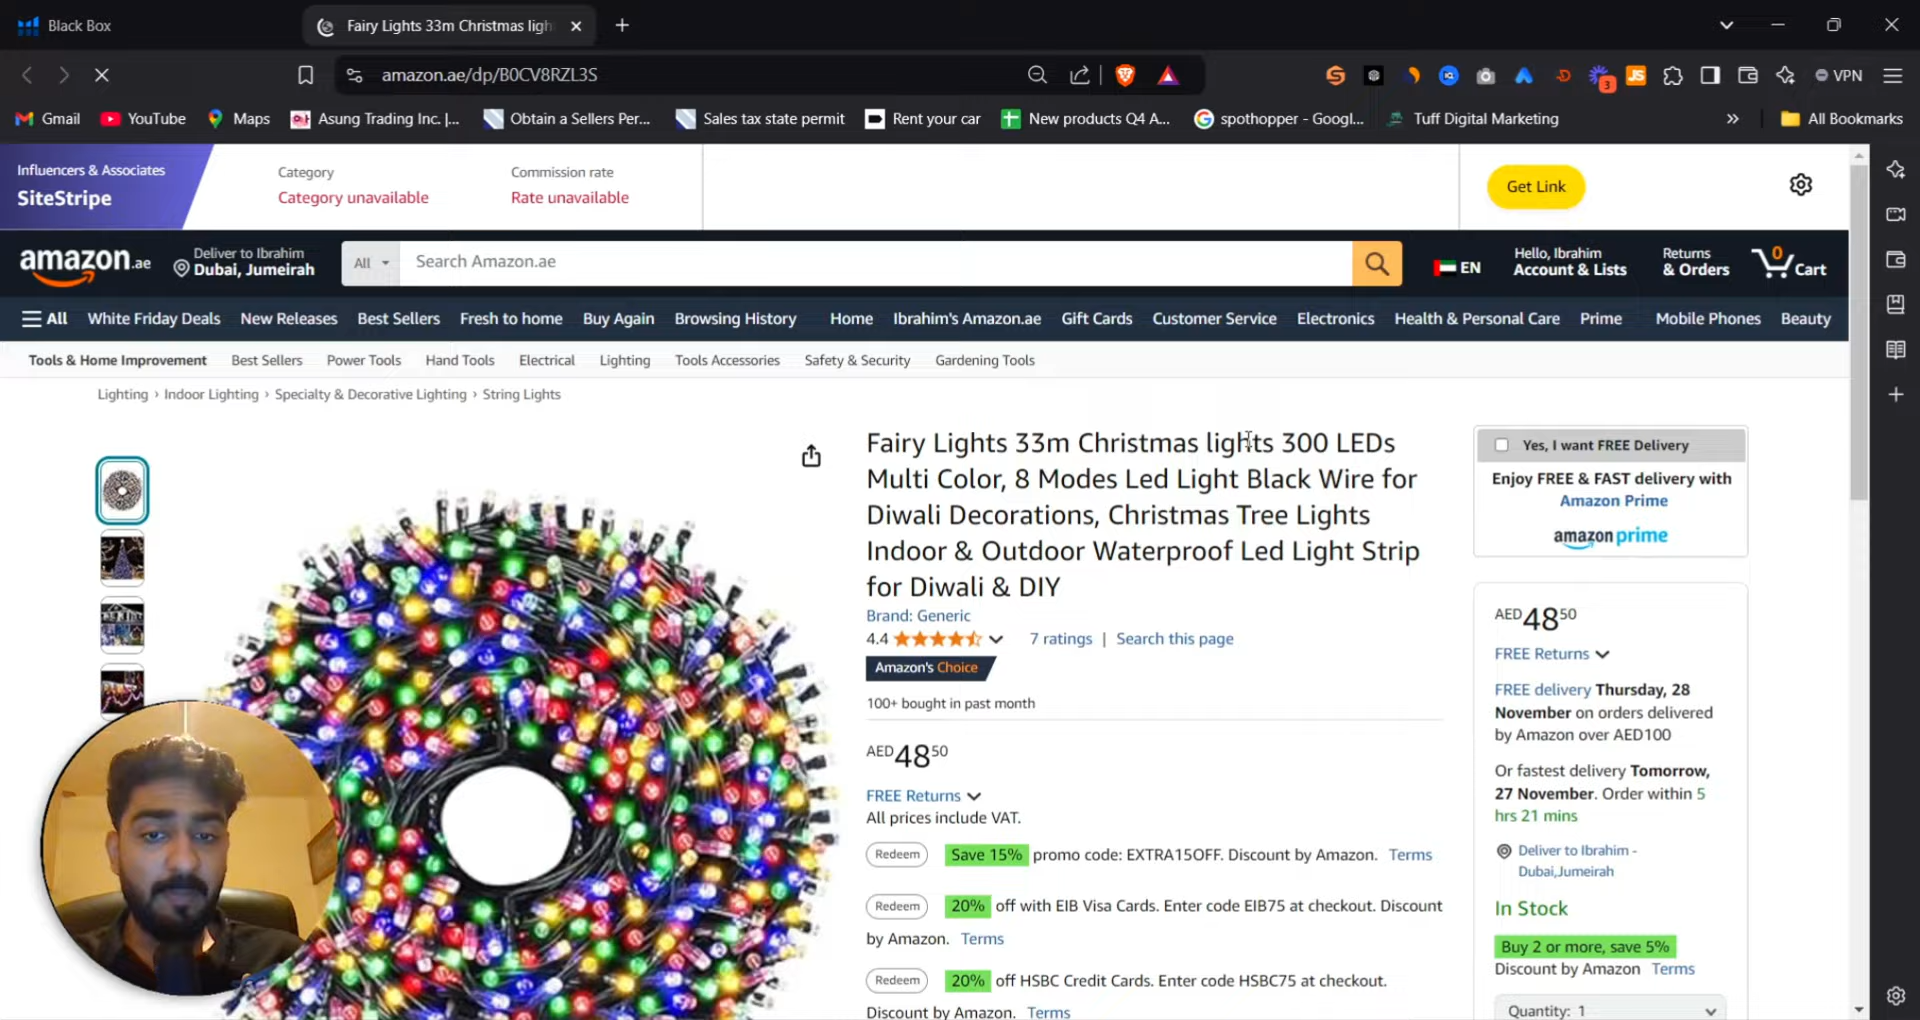 Black Box
Fairy Lights 33m Christmas ligh
amazon.ae/dp/B0CV8RZL3S
3
JS
VPN
Gmail
YouTube
Maps
Asung Trading Inc. |...
Obtain a Sellers Per...
Sales tax state permit
Rent your car
New products Q4 A...
spothopper - Googl...
Tuff Digital Marketing
»
All Bookmarks
Influencers & Associates
SiteStripe
Category
Category unavailable
Commission rate
Rate unavailable
Get Link
amazon.ae
Deliver to Ibrahim
Dubai, Jumeirah
All
Search Amazon.ae
EN
Hello, Ibrahim
Account & Lists
Returns
& Orders
0
Cart
All
White Friday Deals
New Releases
Best Sellers
Fresh to home
Buy Again
Browsing History
Home
Ibrahim's Amazon.ae
Gift Cards
Customer Service
Electronics
Health & Personal Care
Prime
Mobile Phones
Beauty
Tools & Home Improvement
Best Sellers
Power Tools
Hand Tools
Electrical
Lighting
Tools Accessories
Safety & Security
Gardening Tools
Lighting › Indoor Lighting › Specialty & Decorative Lighting › String Lights
Fairy Lights 33m Christmas lights 300 LEDs
Multi Color, 8 Modes Led Light Black Wire for
Diwali Decorations, Christmas Tree Lights
Indoor & Outdoor Waterproof Led Light Strip
for Diwali & DIY
Brand: Generic
4.4
7 ratings | Search this page
Amazon's Choice
100+ bought in past month
AED4850
FREE Returns
All prices include VAT.
Redeem Save 15% promo code: EXTRA15OFF. Discount by Amazon. Terms
Redeem 20% off with EIB Visa Cards. Enter code EIB75 at checkout. Discount
by Amazon. Terms
Redeem 20% off HSBC Credit Cards. Enter code HSBC75 at checkout.
Discount by Amazon. Terms
Yes, I want FREE Delivery
Enjoy FREE & FAST delivery with
Amazon Prime
amazon prime
AED4850
FREE Returns
FREE delivery Thursday, 28
November on orders delivered
by Amazon over AED100
Or fastest delivery Tomorrow,
27 November. Order within 5
hrs 21 mins
Deliver to Ibrahim -
Dubai,Jumeirah
In Stock
Buy 2 or more, save 5%
Discount by Amazon Terms
Quantity: 1